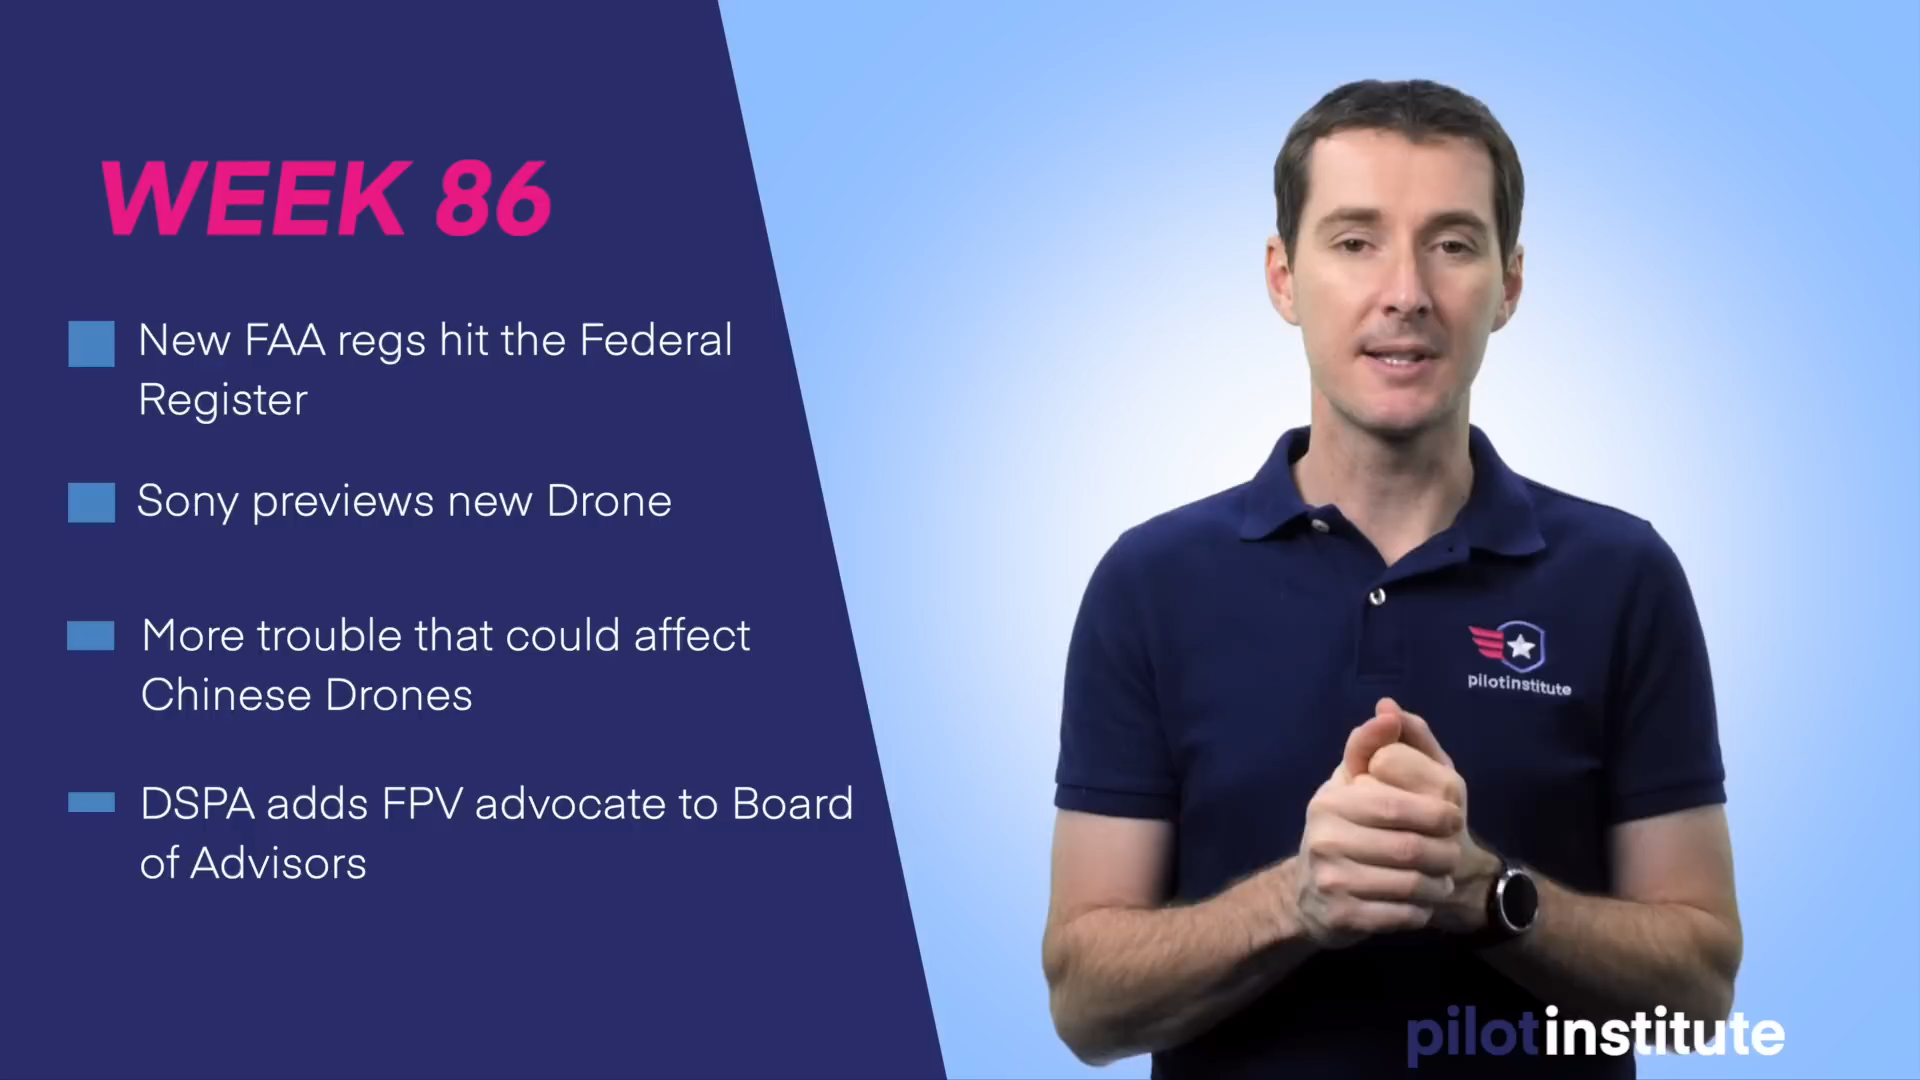 WEEK 86
New FAA regs hit the Federal
Register
Sony previews new Drone
More trouble that could affect
Chinese Drones
DSPA adds FPV advocate to Board
of Advisors
pilotinstitute
pilotinstitute